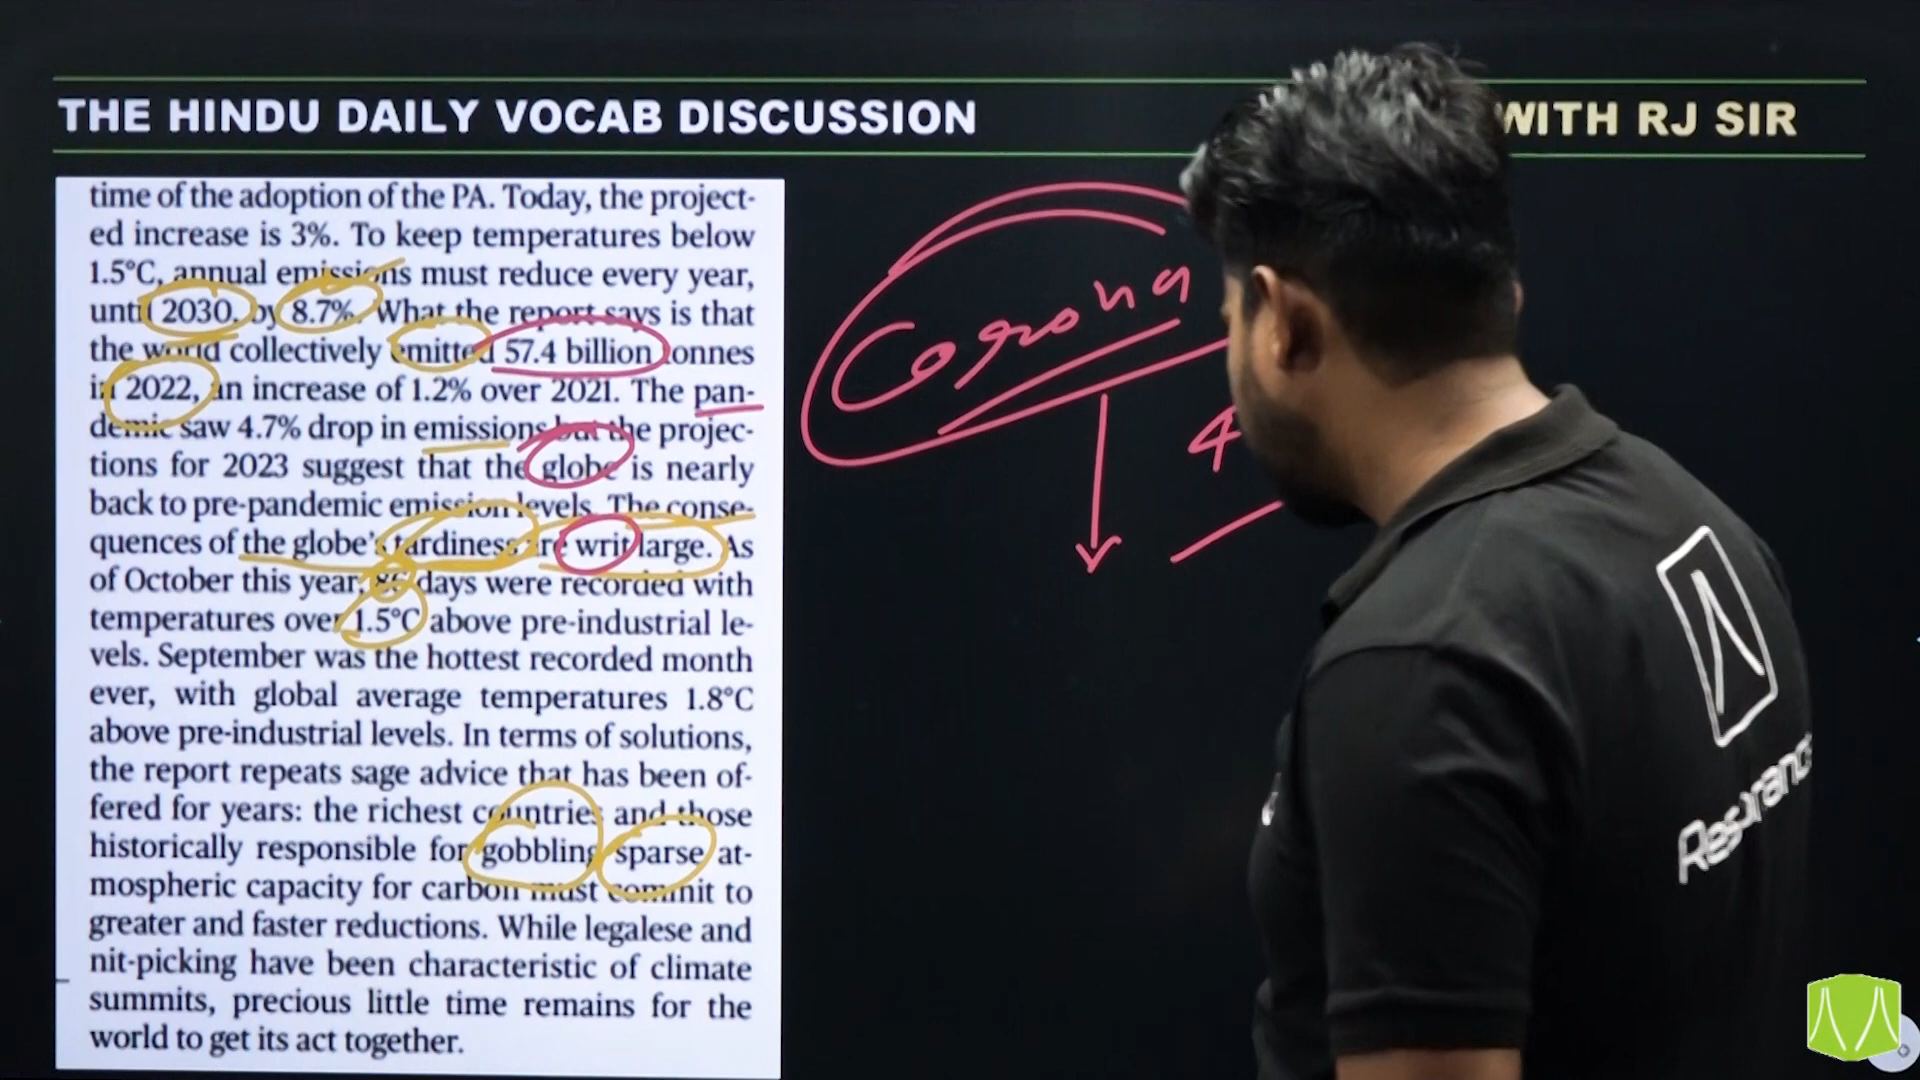 THE HINDU DAILY VOCAB DISCUSSION
WITH RJ SIR
time of the adoption of the PA. Today, the project-
ed increase is 3%. To keep temperatures below
1.5°C, annual emissions must reduce every year,
until 2030, by 8.7%. What the report says is that
the world collectively emitted 57.4 billion tonnes
in 2022, an increase of 1.2% over 2021. The pan-
demic saw 4.7% drop in emissions but the projec-
tions for 2023 suggest that the globe is nearly
back to pre-pandemic emission levels. The conse-
quences of the globe's tardiness are writ large. As
of October this year, 86 days were recorded with
temperatures over 1.5°C above pre-industrial le-
vels. September was the hottest recorded month
ever, with global average temperatures 1.8°C
above pre-industrial levels. In terms of solutions,
the report repeats sage advice that has been of-
fered for years: the richest countries and those
historically responsible for gobbling sparse at-
mospheric capacity for carbon must commit to
greater and faster reductions. While legalese and
nit-picking have been characteristic of climate
summits, precious little time remains for the
world to get its act together.
Corona
4
Resonance